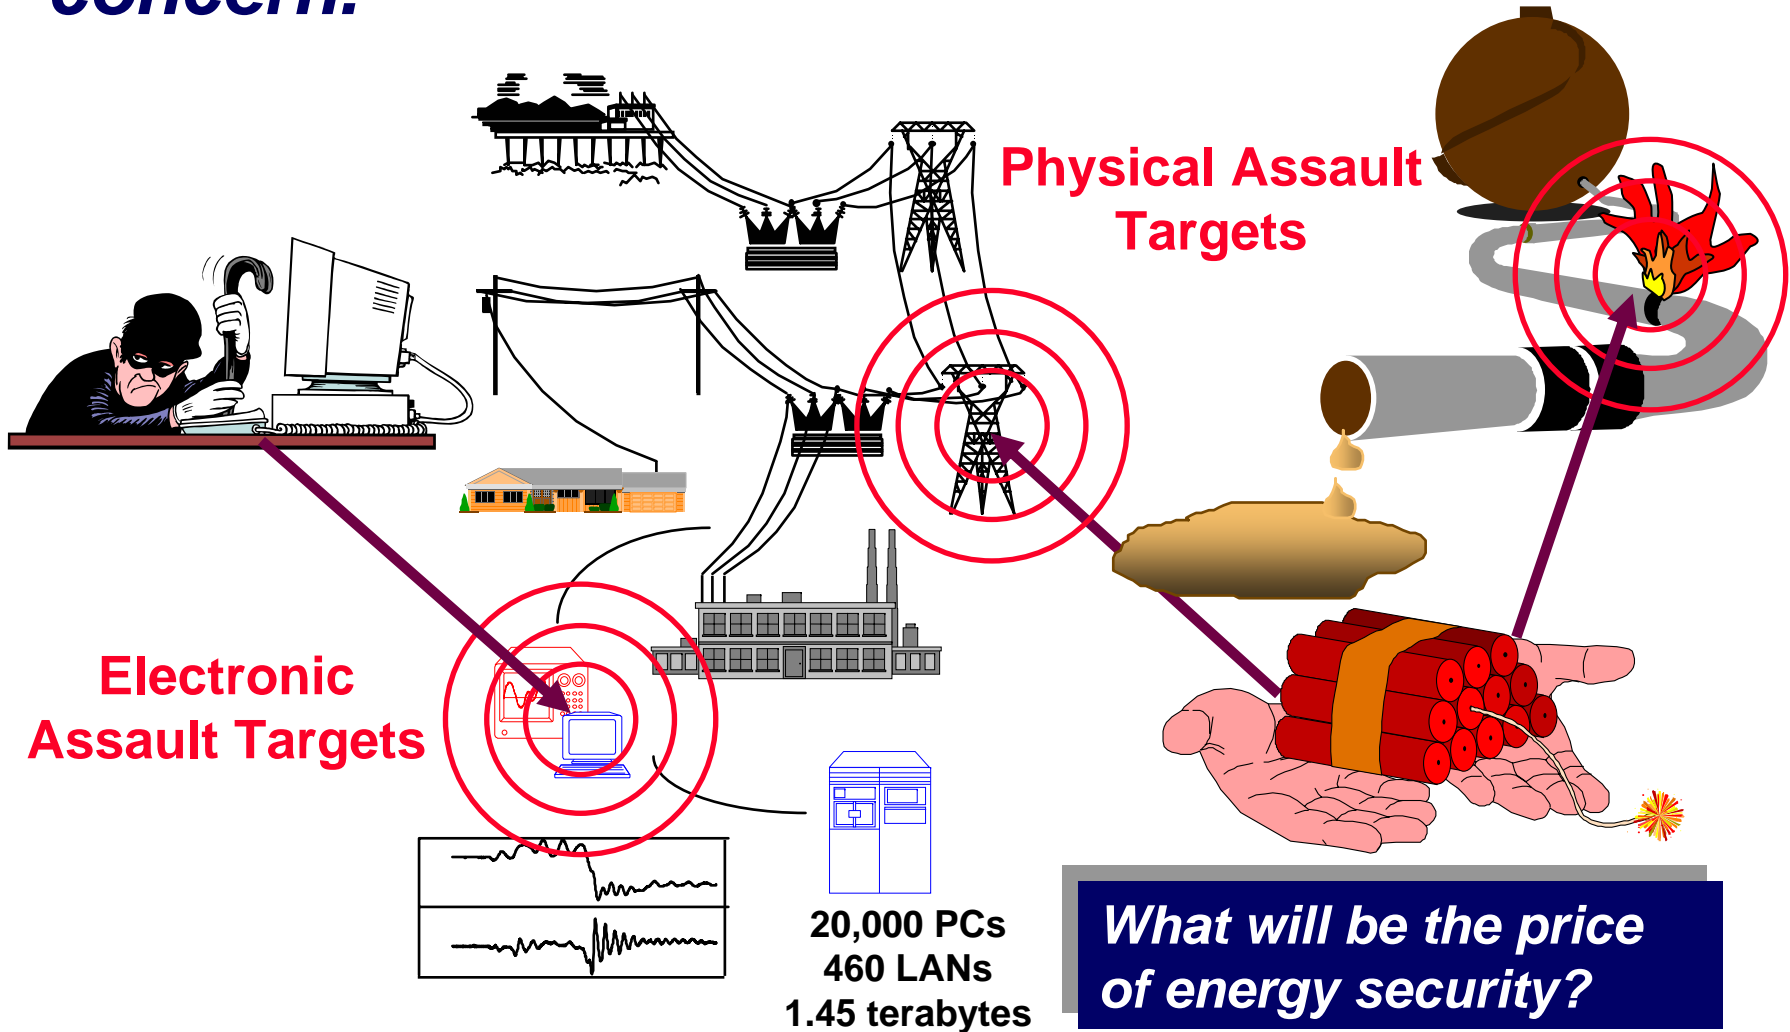 concern.
Physical Assault
Targets
Electronic
Assault Targets
20,000 PCs
460 LANs
1.45 terabytes
What will be the price
of energy security?